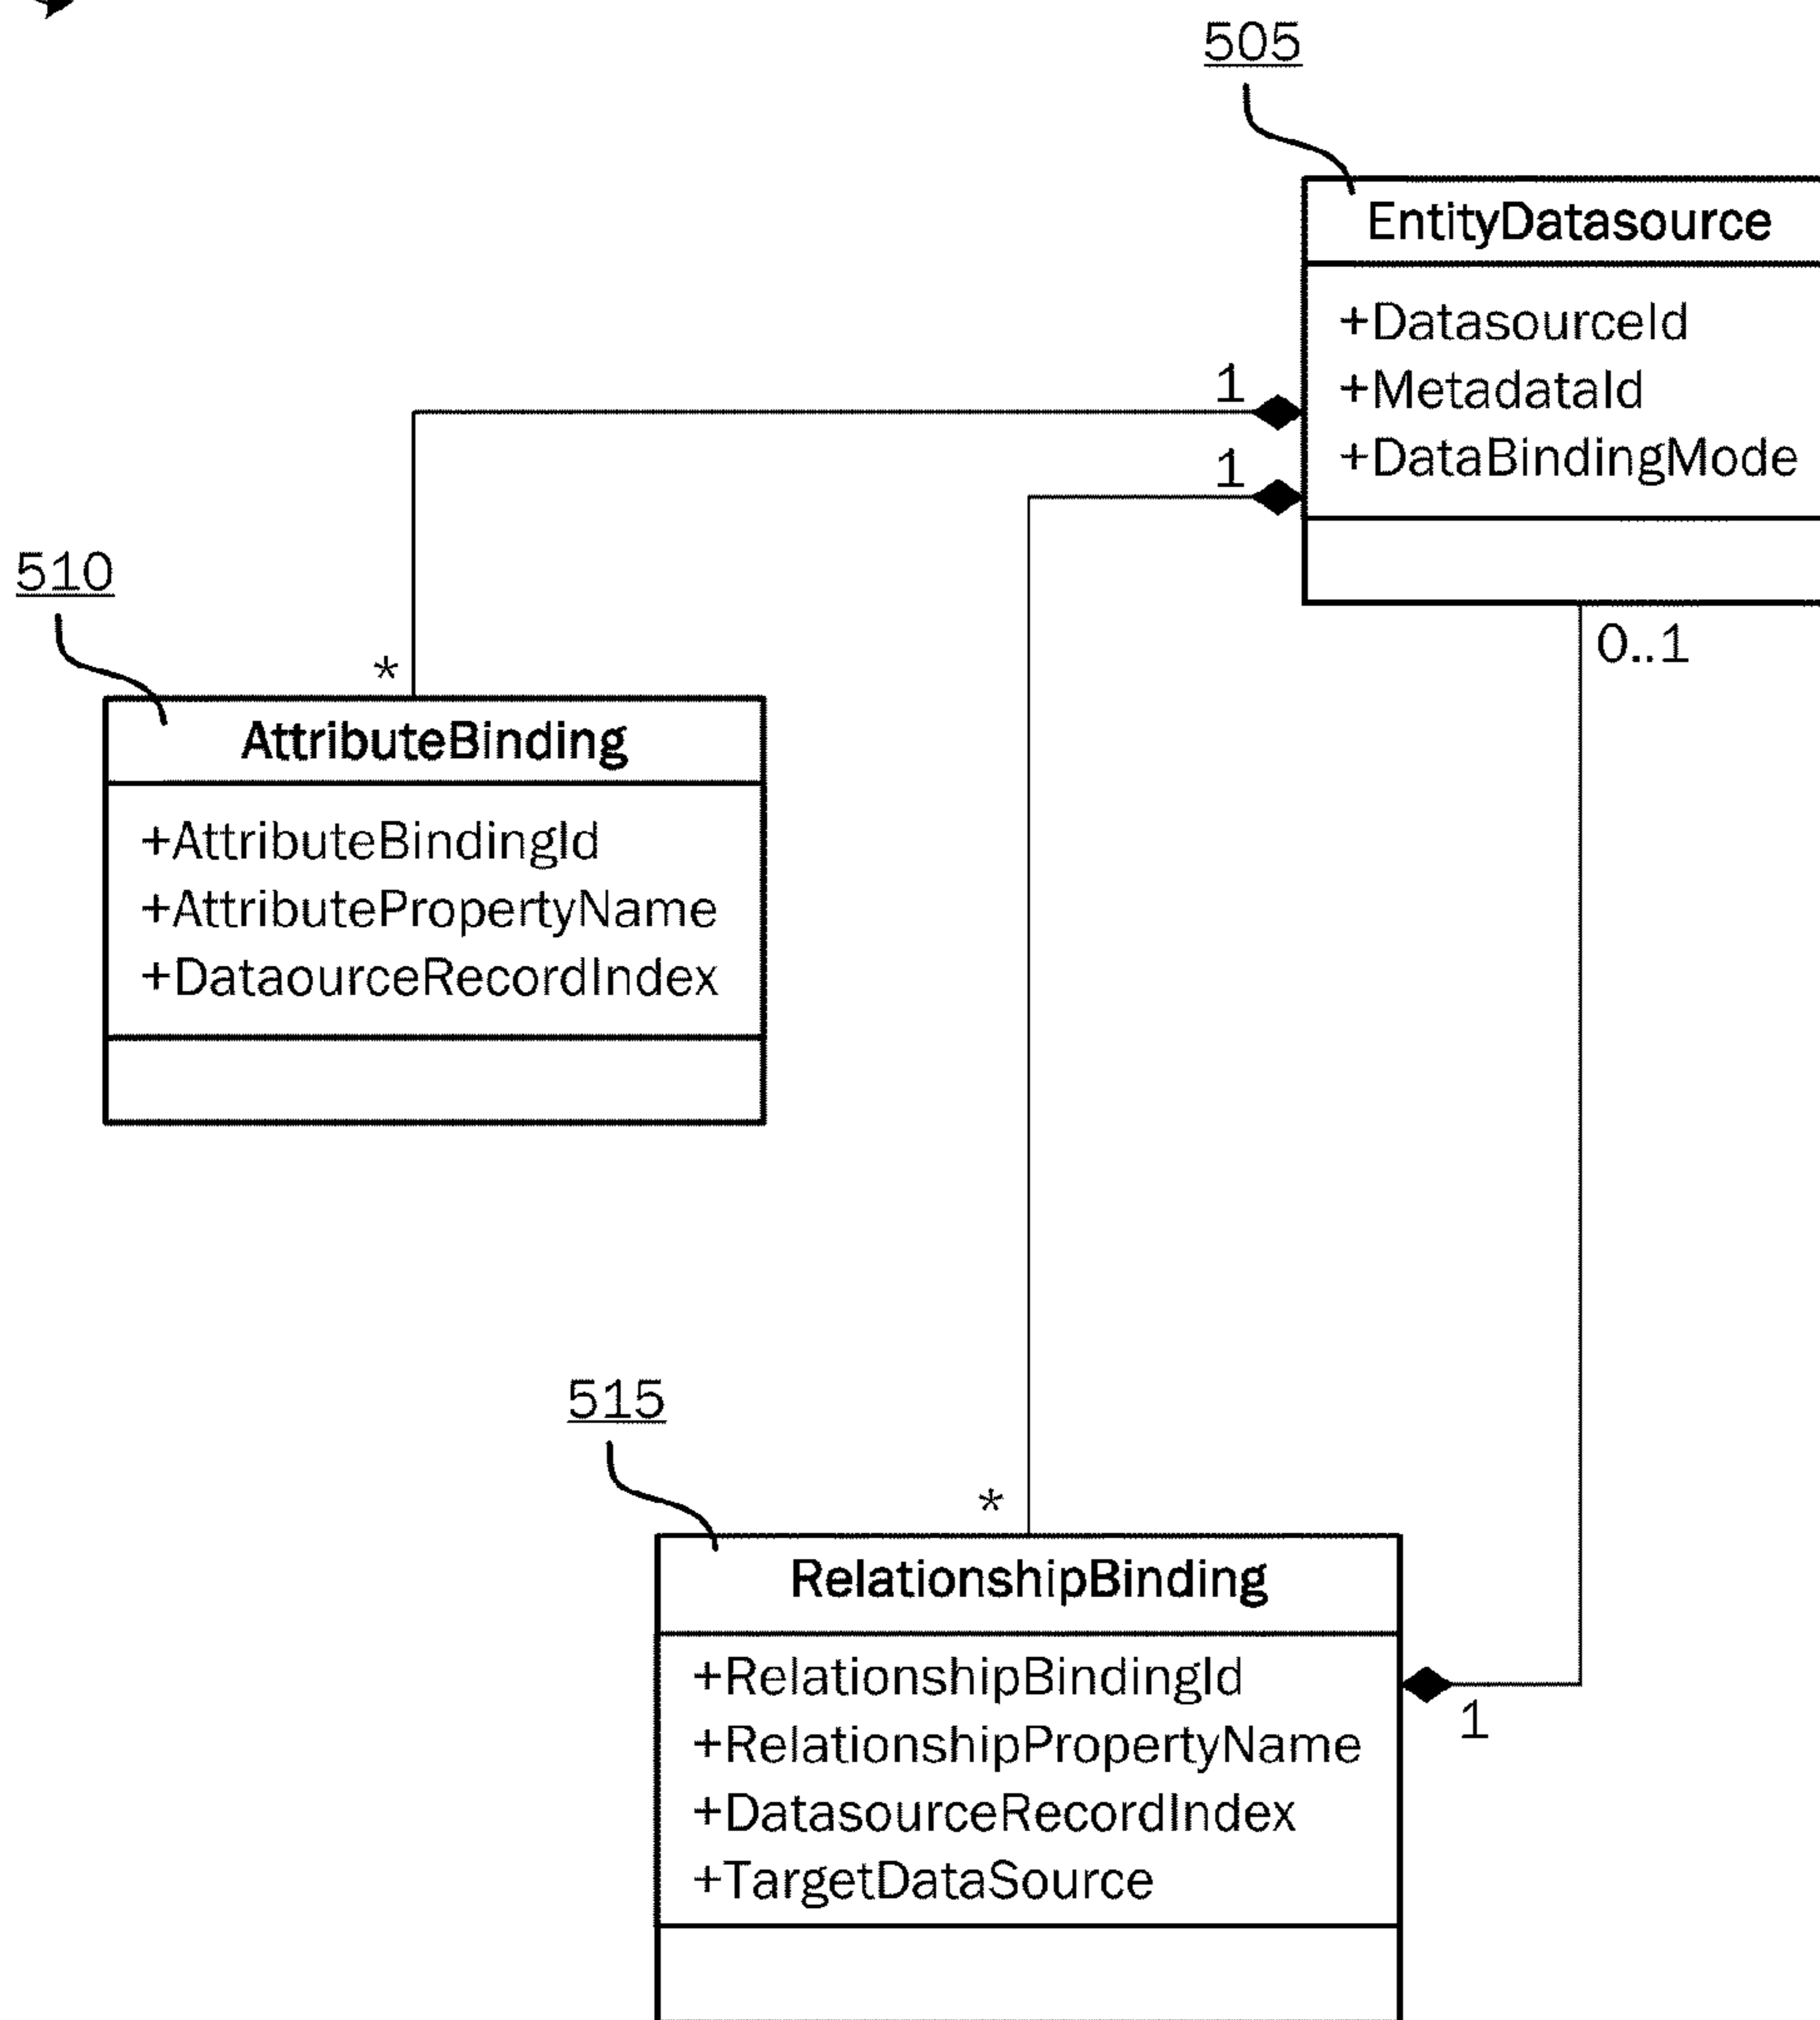 505
EntityDatasource
+DatasourceId
+MetadataId
+DataBindingMode
1
1
0..1
510
*
AttributeBinding
+AttributeBindingId
+AttributePropertyName
+DataourceRecordIndex
515
*
RelationshipBinding
+RelationshipBindingId
+RelationshipPropertyName
+DatasourceRecordIndex
+TargetDataSource
1